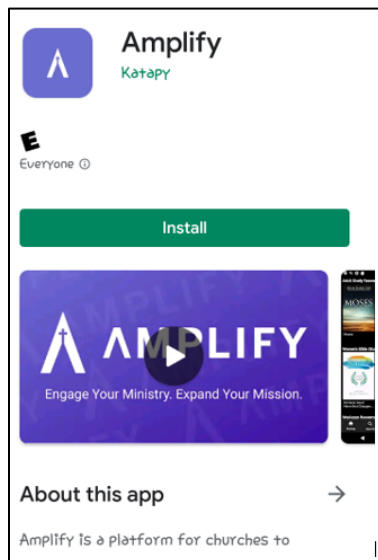 Amplify
Katapy
E
Everyone
Install
AMPLIFY
Engage Your Ministry. Expand Your Mission.
MOSES
About this app
Amplify is a platform for churches to